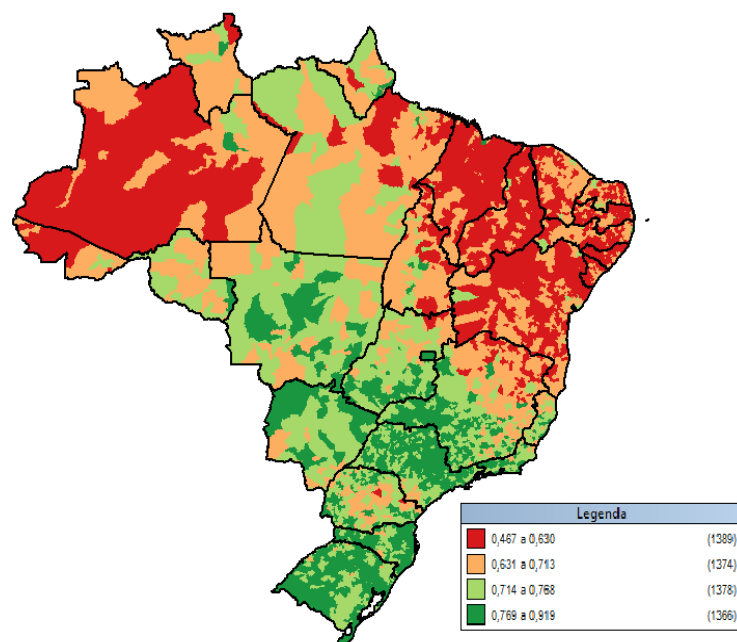 Legenda
0,467 a 0,630 (1389)
0,631 a 0,713 (1374)
0,714 a 0,768 (1378)
0,769 a 0,919 (1366)